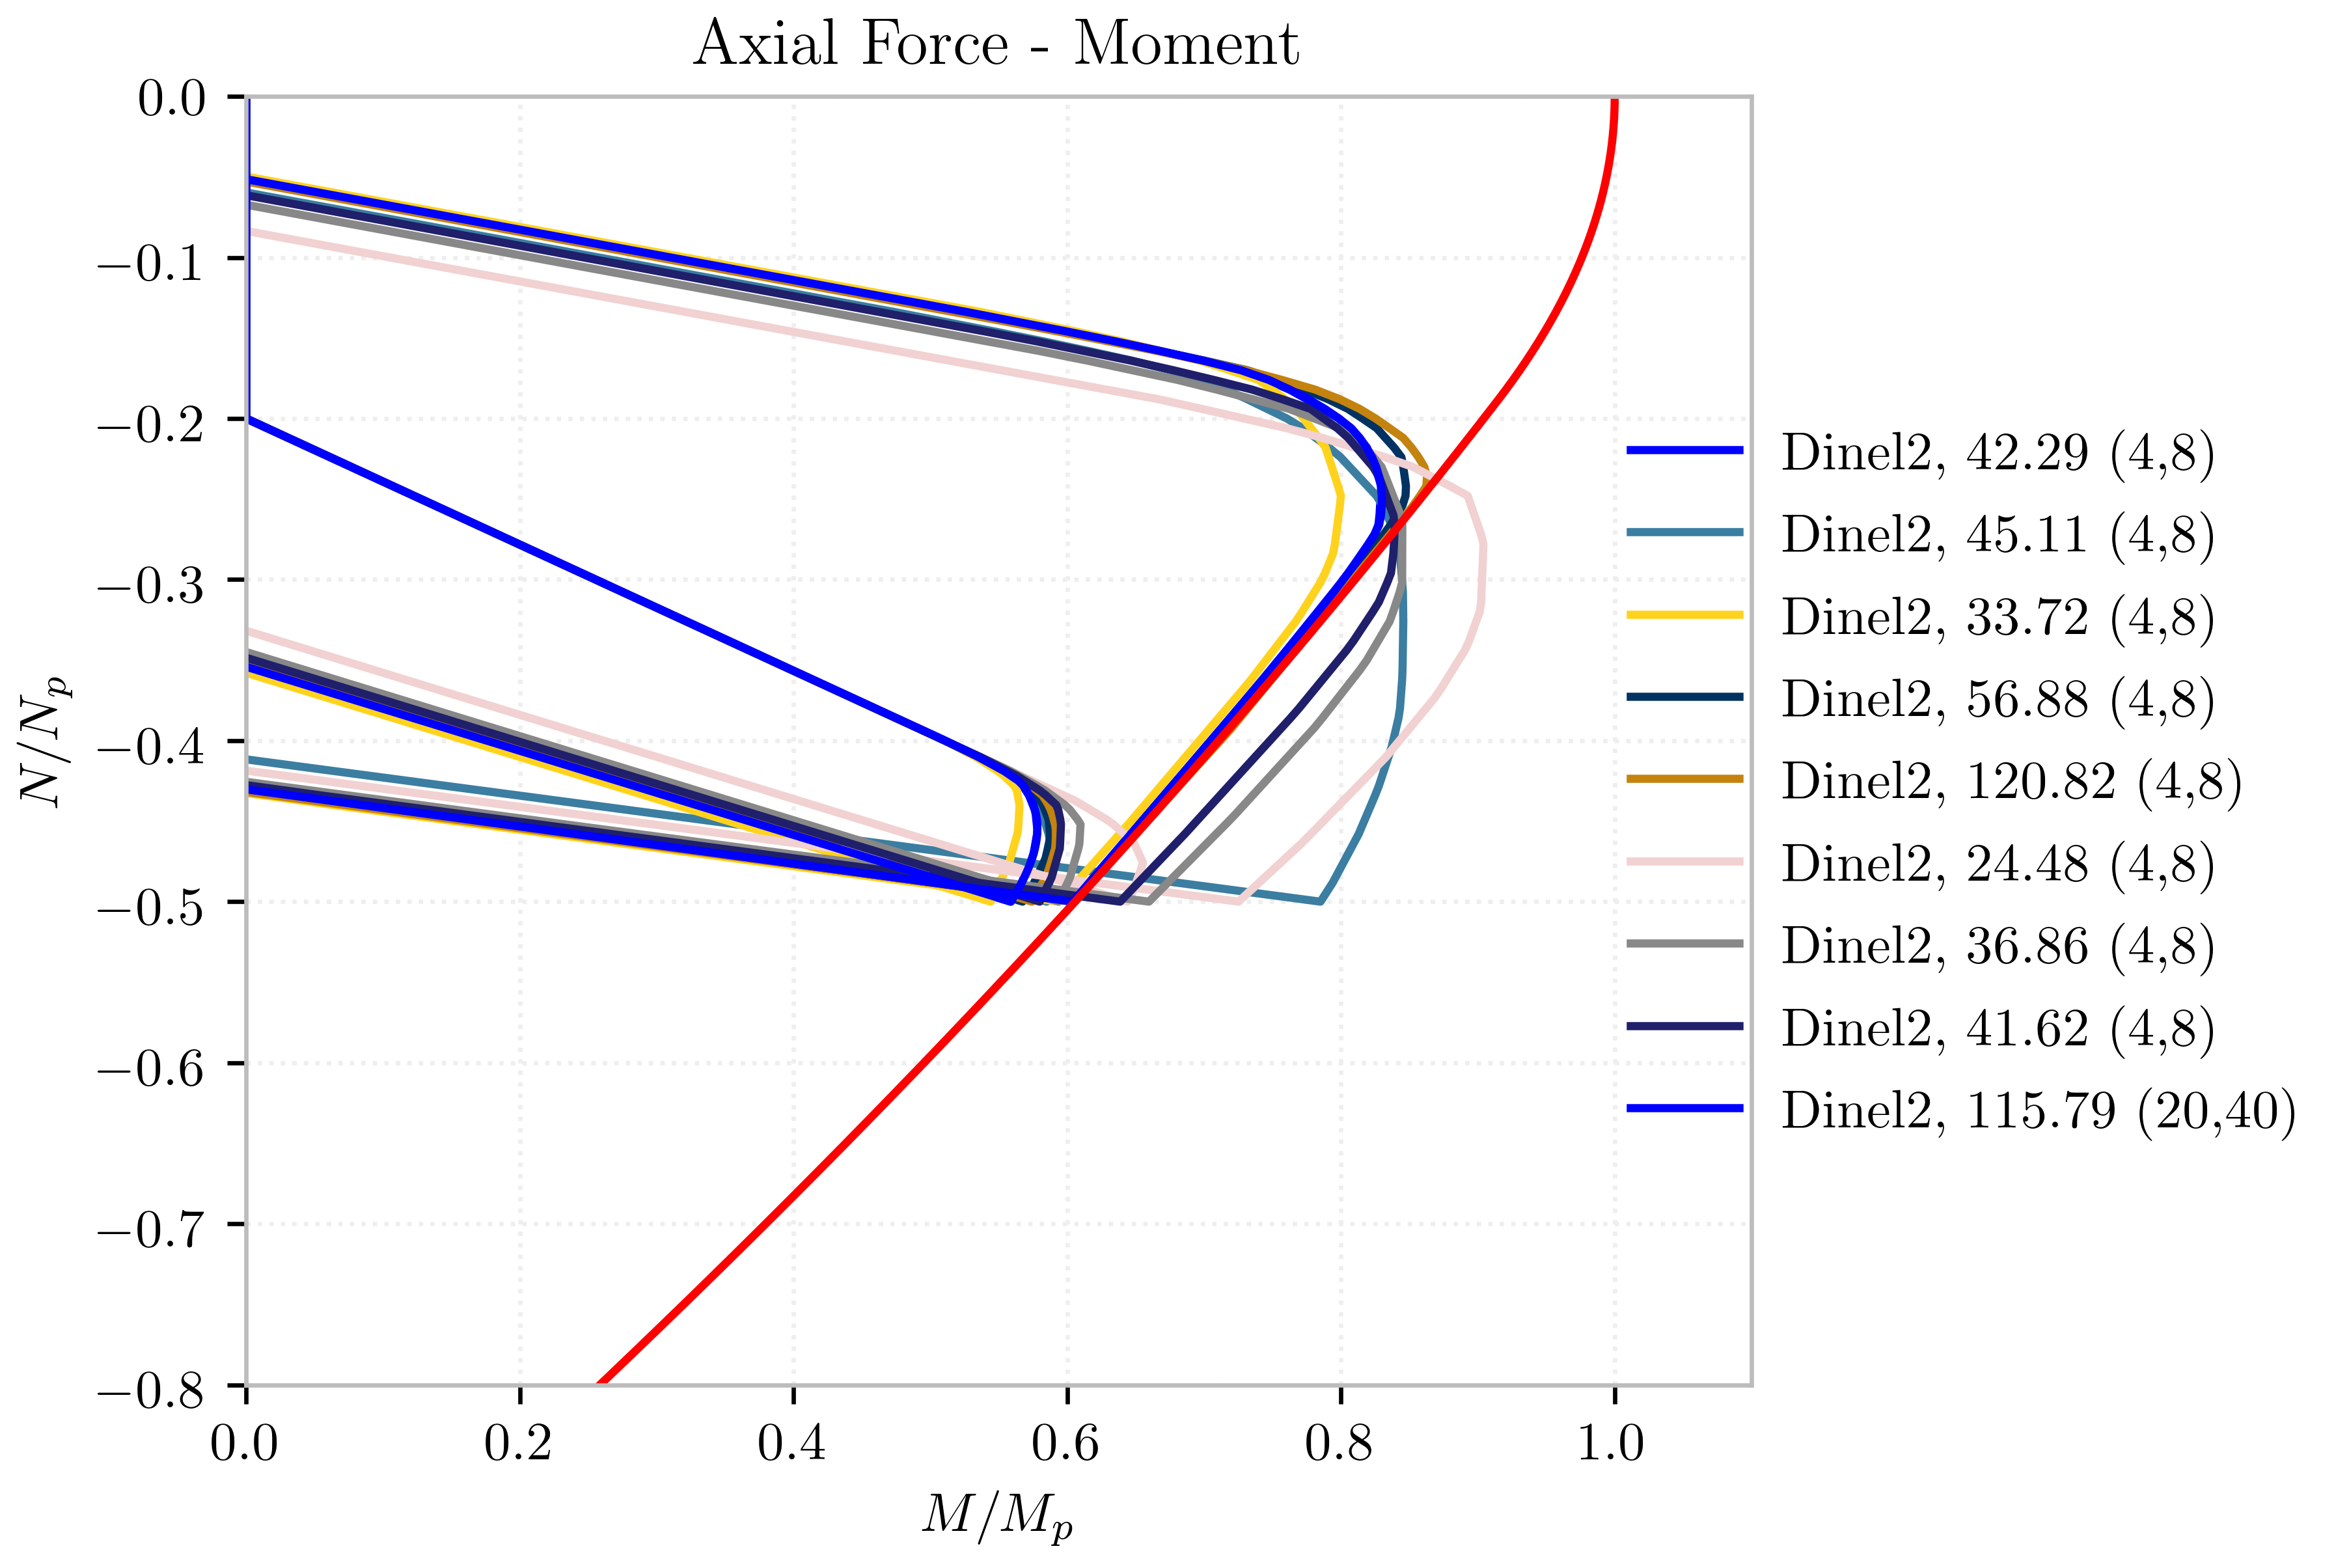 Axial Force - Moment
0.0
−0.1
−0.2
−0.3
−0.4
−0.5
−0.6
−0.7
−0.8
N/Np
0.0 0.2 0.4 0.6 0.8 1.0
M/Mp
Dinel2, 42.29 (4,8)
Dinel2, 45.11 (4,8)
Dinel2, 33.72 (4,8)
Dinel2, 56.88 (4,8)
Dinel2, 120.82 (4,8)
Dinel2, 24.48 (4,8)
Dinel2, 36.86 (4,8)
Dinel2, 41.62 (4,8)
Dinel2, 115.79 (20,40)